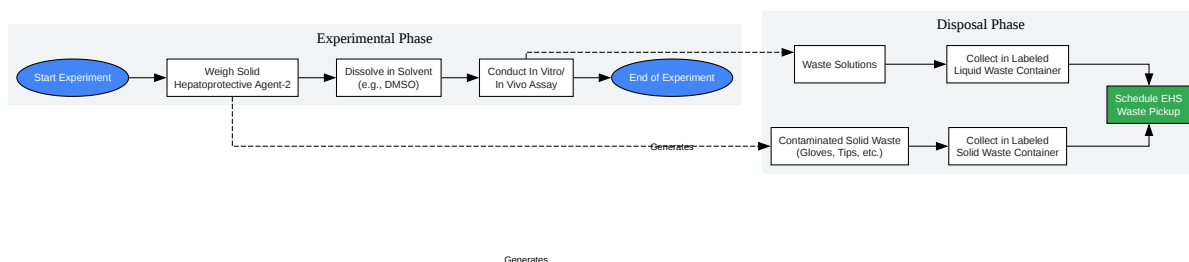 Experimental Phase
Start Experiment
Weigh Solid
Hepatoprotective Agent-2
Dissolve in Solvent
(e.g., DMSO)
Conduct In Vitro/
In Vivo Assay
End of Experiment
Disposal Phase
Waste Solutions
Collect in Labeled
Liquid Waste Container
Schedule EHS
Waste Pickup
Generates
Contaminated Solid Waste
(Gloves, Tips, etc.)
Collect in Labeled
Solid Waste Container
Generates